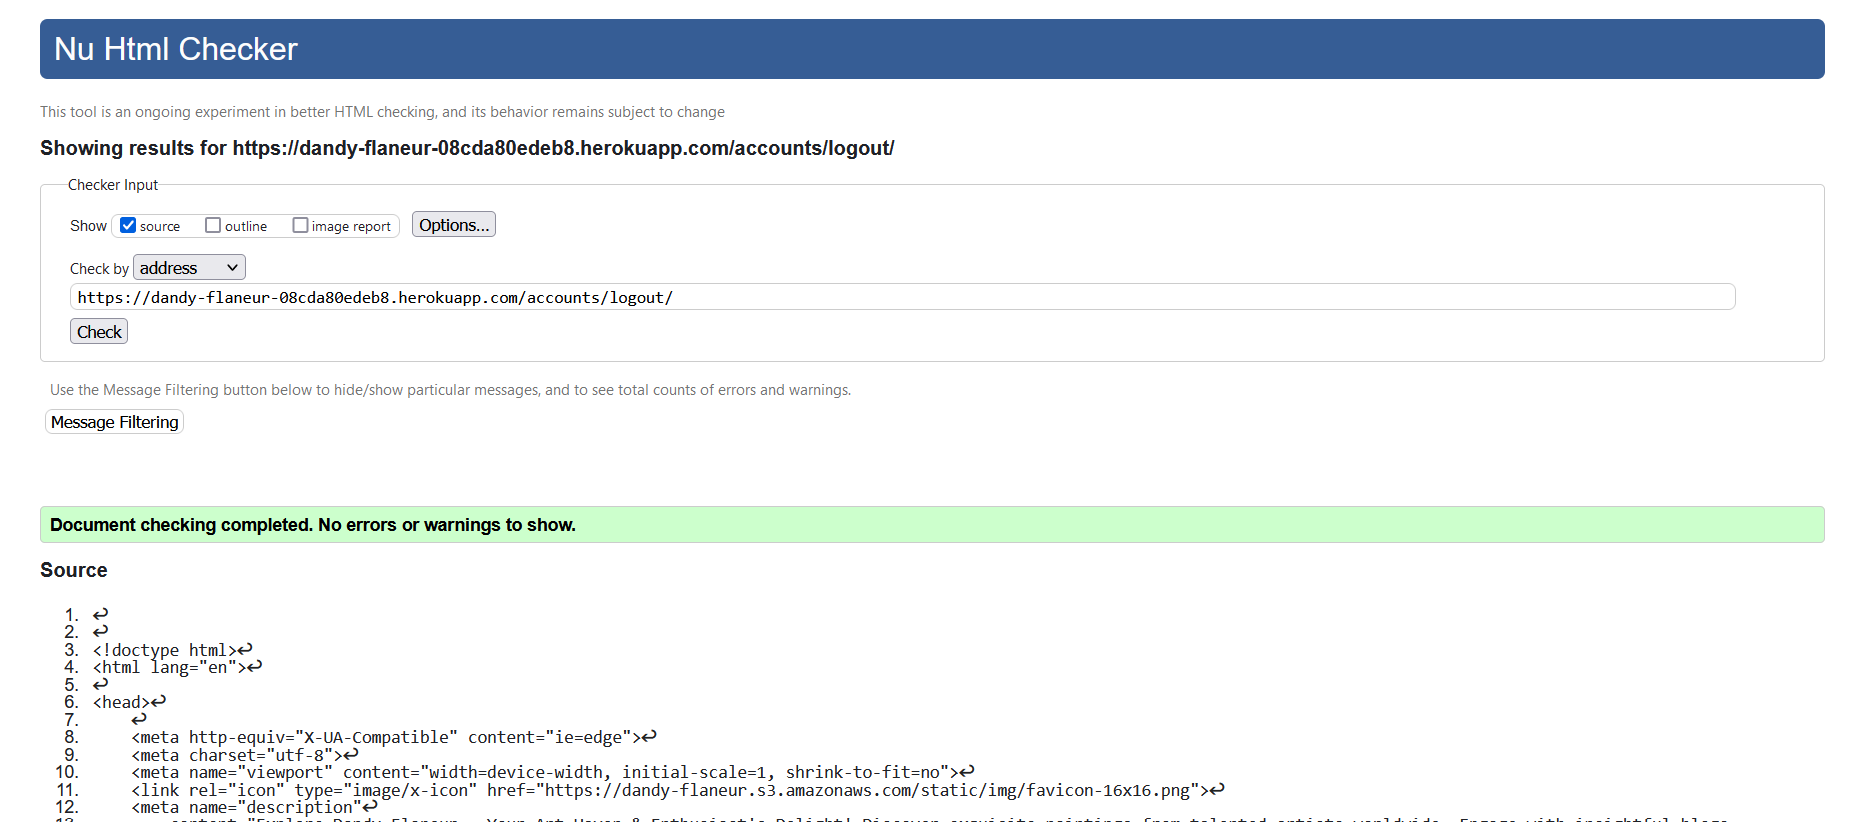 Nu Html Checker
This tool is an ongoing experiment in better HTML checking, and its behavior remains subject to change
Showing results for https://dandy-flaneur-08cda80edeb8.herokuapp.com/accounts/logout/
Checker Input
Show source outline image report Options...
Check by address
https://dandy-flaneur-08cda80edeb8.herokuapp.com/accounts/logout/
Check
Use the Message Filtering button below to hide/show particular messages, and to see total counts of errors and warnings.
Message Filtering
Document checking completed. No errors or warnings to show.
Source
1. ↩
2. ↩
3. <!doctype html>↩
4. <html lang="en">↩
5. ↩
6. <head>↩
7. ↩
8. <meta http-equiv="X-UA-Compatible" content="ie=edge">↩
9. <meta charset="utf-8">↩
10. <meta name="viewport" content="width=device-width, initial-scale=1, shrink-to-fit=no">↩
11. <link rel="icon" type="image/x-icon" href="https://dandy-flaneur.s3.amazonaws.com/static/img/favicon-16x16.png">↩
12. <meta name="description"↩